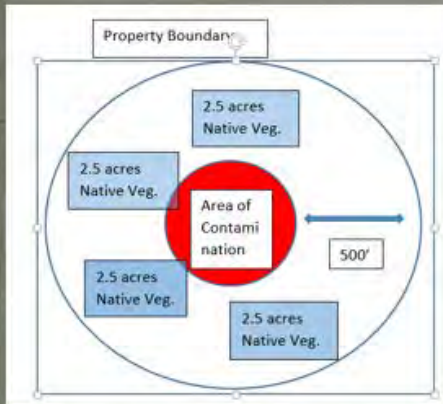 Property Boundary
2.5 acres
Native Veg.
2.5 acres
Native Veg.
Area of
Contami
nation
500'
2.5 acres
Native Veg.
2.5 acres
Native Veg.